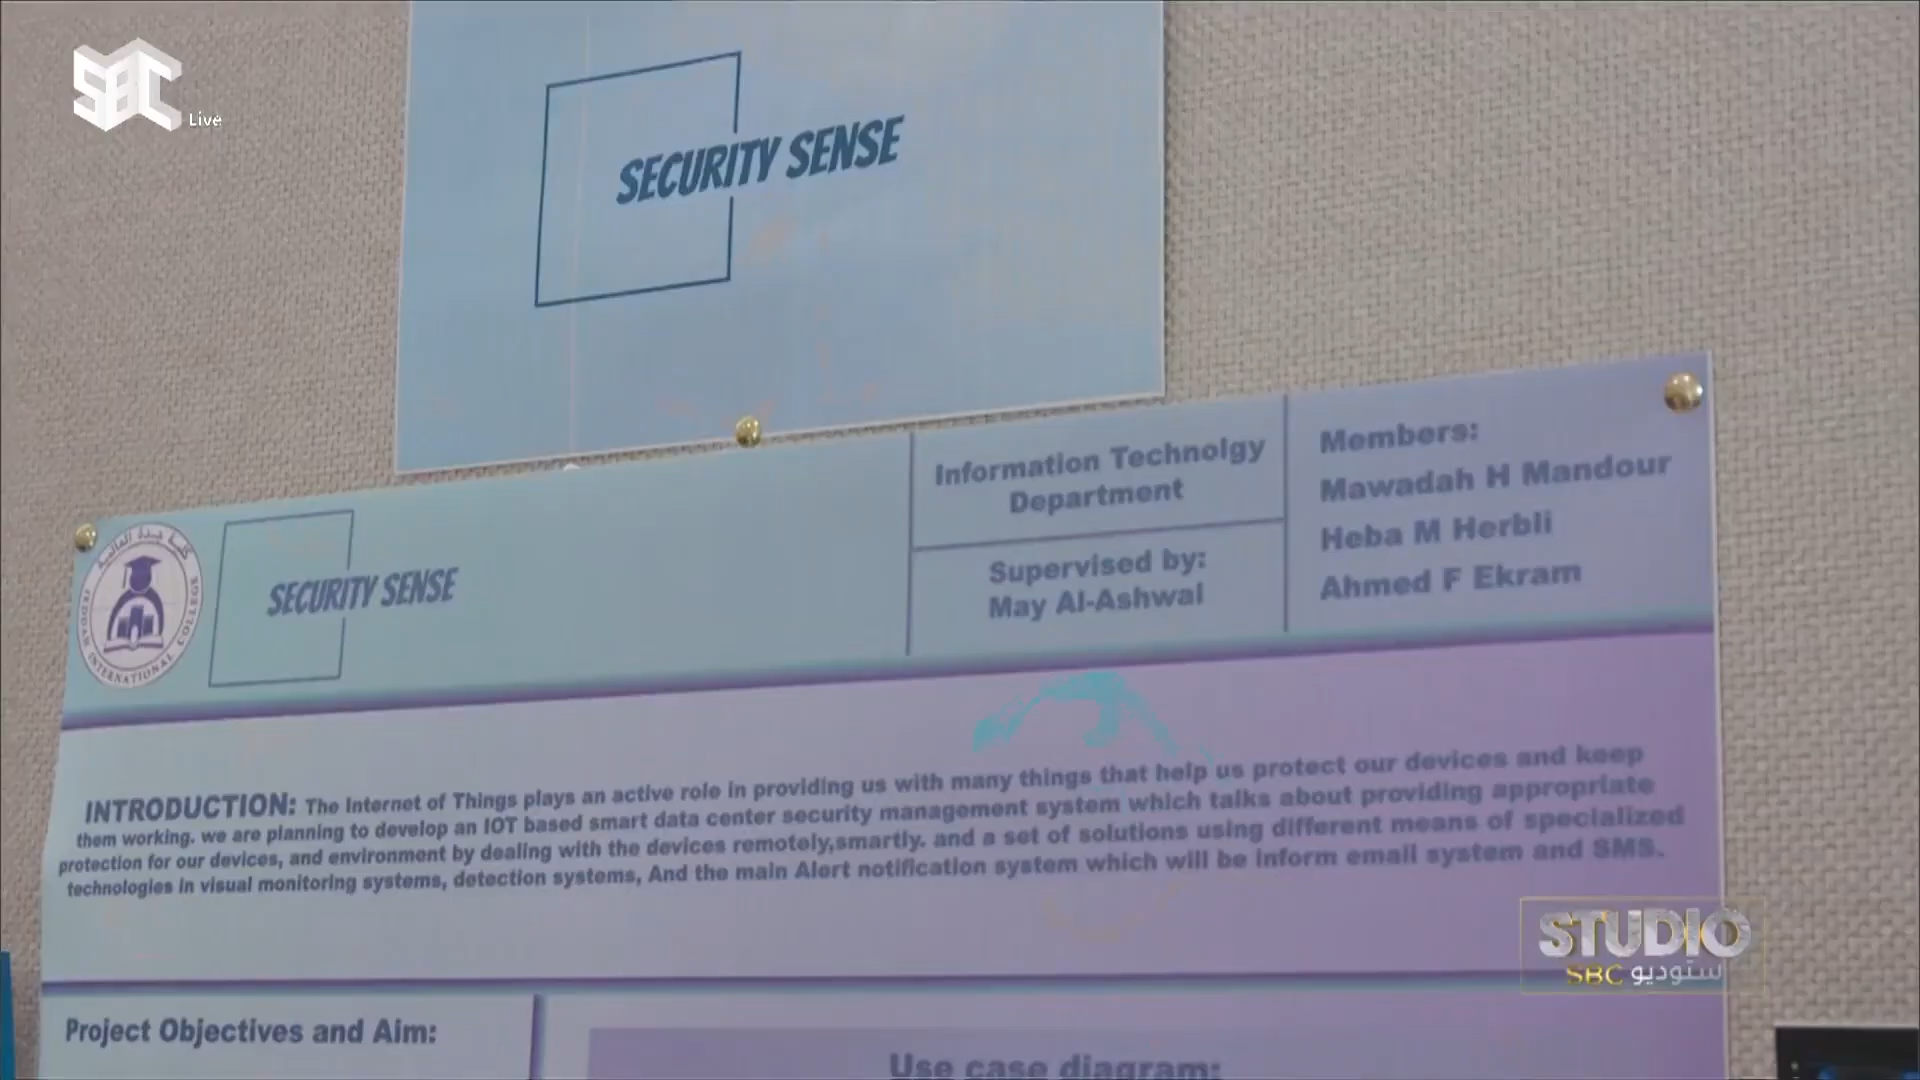 SBC
Live
SECURITY SENSE
كلية جدة العالمية
JEDDAH INTERNATIONAL COLLEGE
SECURITY SENSE
Information Technolgy
Department
Supervised by:
May Al-Ashwal
Members:
Mawadah H Mandour
Heba M Herbli
Ahmed F Ekram
INTRODUCTION: The Internet of Things plays an active role in providing us with many things that help us protect our devices and keep
them working. we are planning to develop an IOT based smart data center security management system which talks about providing appropriate
protection for our devices, and environment by dealing with the devices remotely,smartly. and a set of solutions using different means of specialized
technologies in visual monitoring systems, detection systems, And the main Alert notification system which will be inform email system and SMS.
Project Objectives and Aim:
Use case diagram:
STUDIO
ستوديو SBC